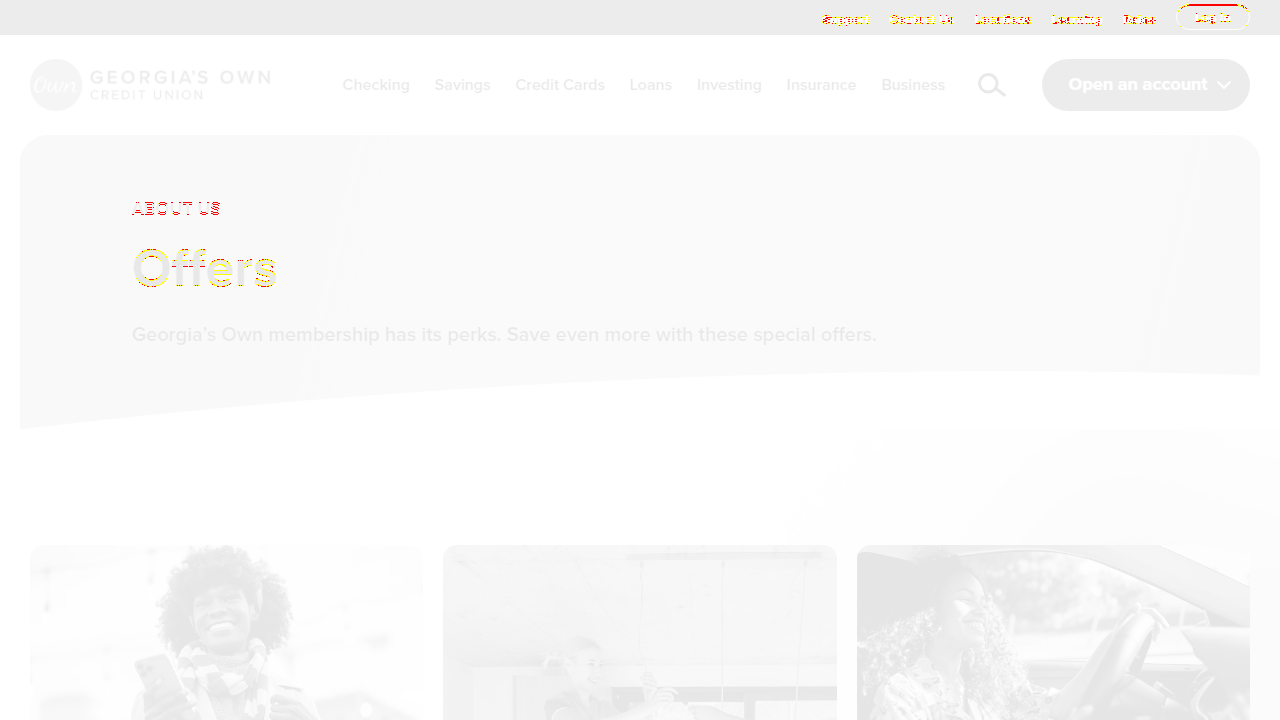 Support Contact Us Locations Learning News Log In
Own GEORGIA'S OWN
CREDIT UNION
Checking Savings Credit Cards Loans Investing Insurance Business Open an account
ABOUT US
Offers
Georgia's Own membership has its perks. Save even more with these special offers.